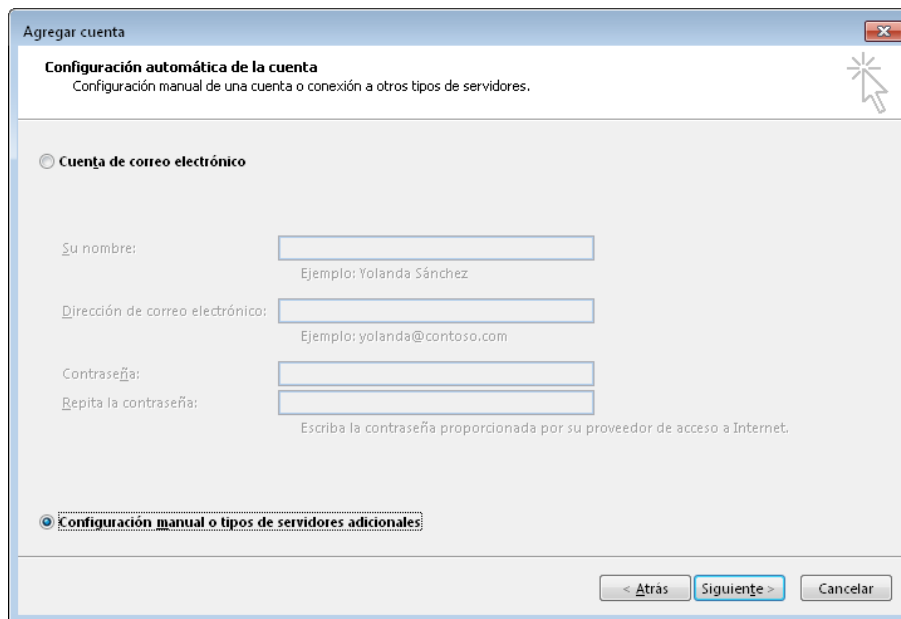 Agregar cuenta
Configuración automática de la cuenta
Configuración manual de una cuenta o conexión a otros tipos de servidores.
Cuenta de correo electrónico
Su nombre:
Ejemplo: Yolanda Sánchez
Dirección de correo electrónico:
Ejemplo: yolanda@contoso.com
Contraseña:
Repita la contraseña:
Escriba la contraseña proporcionada por su proveedor de acceso a Internet.
Configuración manual o tipos de servidores adicionales
< Atrás Siguiente > Cancelar